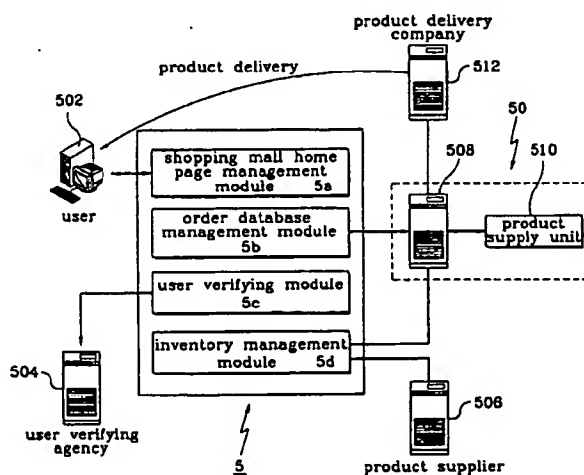 product delivery
company
512
product delivery
502
50
508
510
shopping mall home
page management
module 5a
user
order database
management module
5b
product
supply unit
user verifying module
5c
inventory management
module 5d
504
506
user verifying
agency
5
product supplier